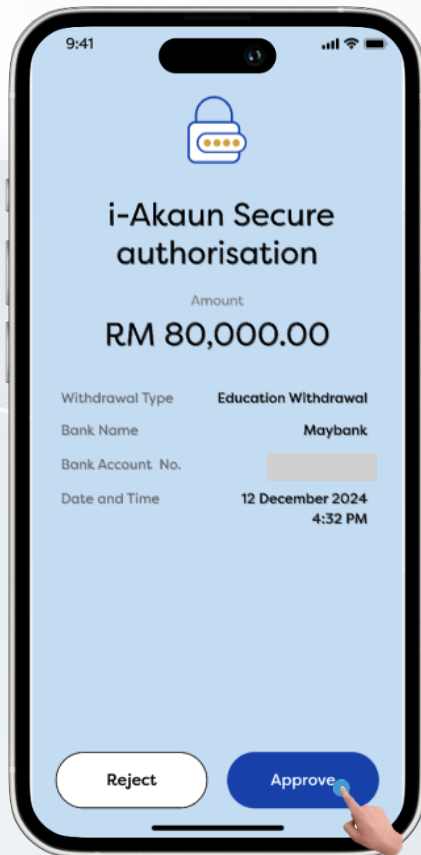 9:41
i-Akaun Secure
authorisation
Amount
RM 80,000.00
Withdrawal Type Education Withdrawal
Bank Name Maybank
Bank Account No.
Date and Time 12 December 2024
4:32 PM
Reject Approve